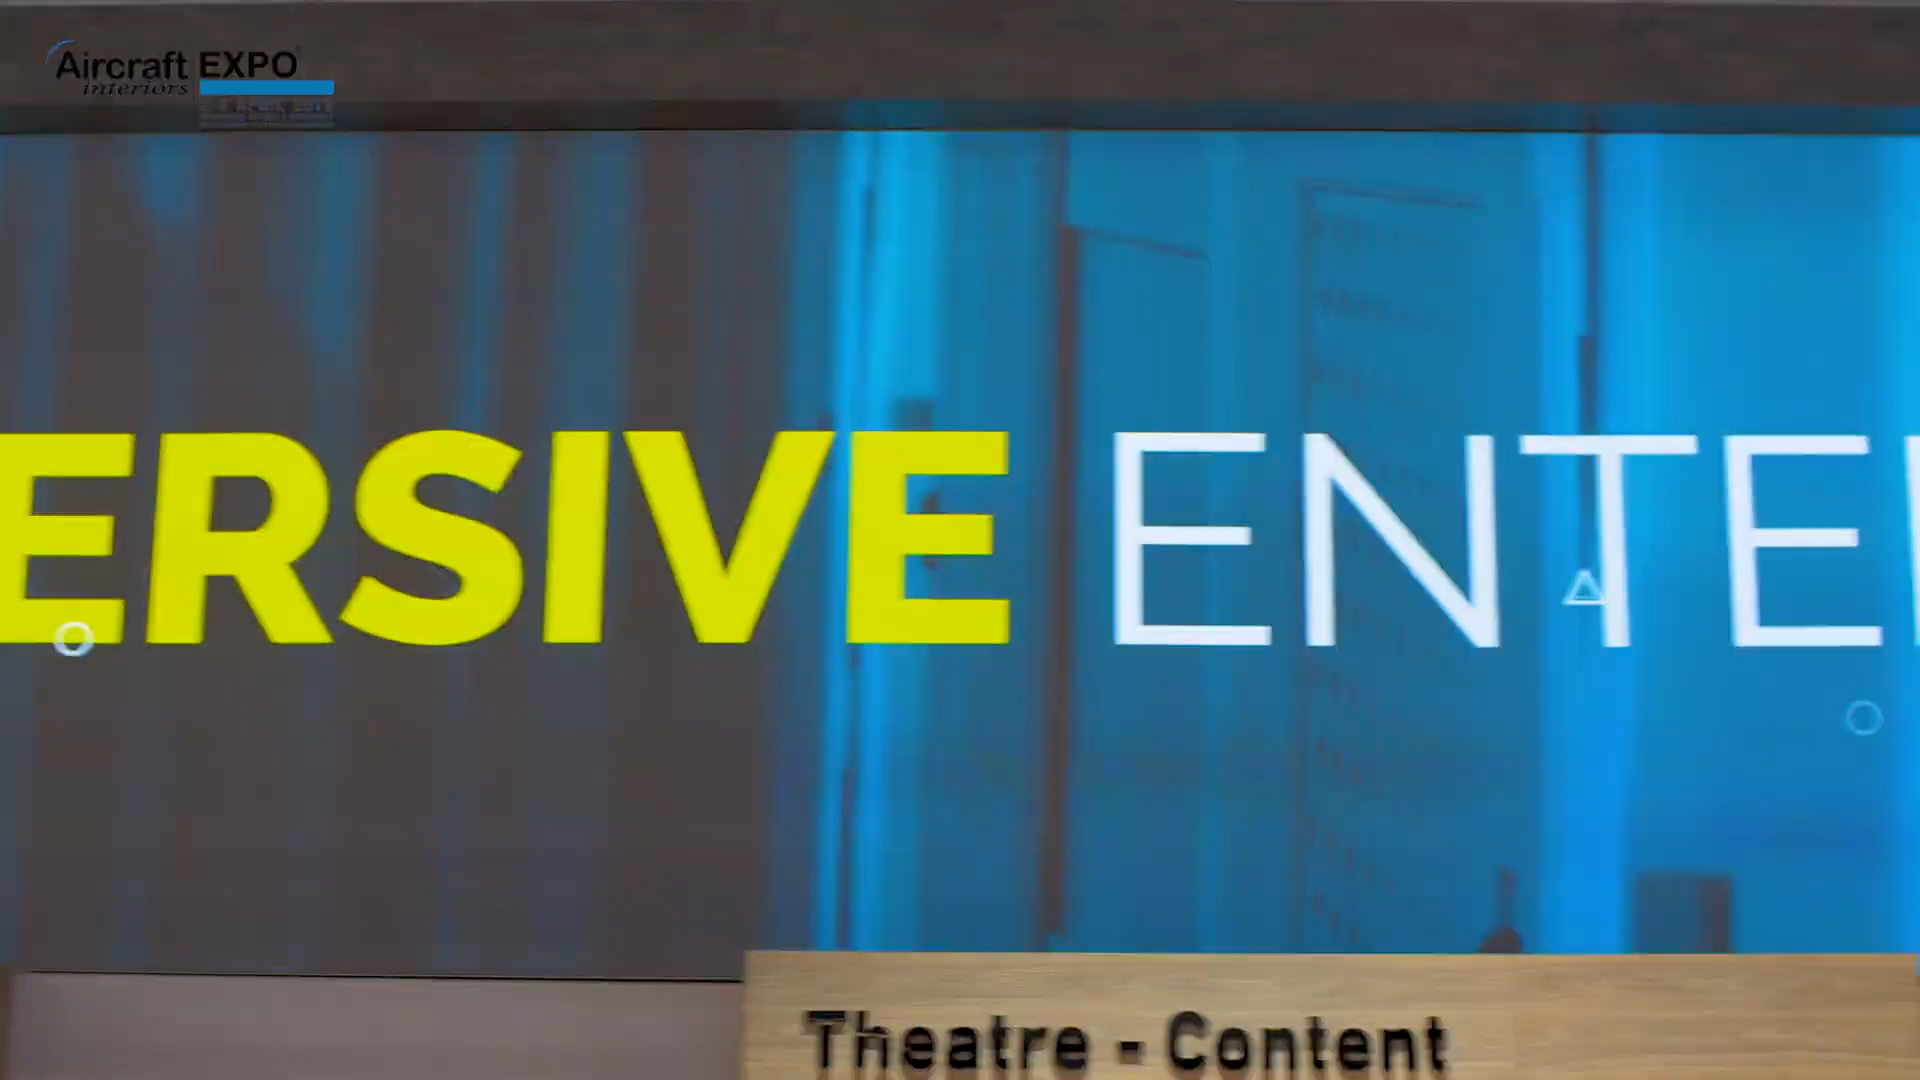 Aircraft EXPO
interiors
ERSIVE ENTE
Theatre - Content